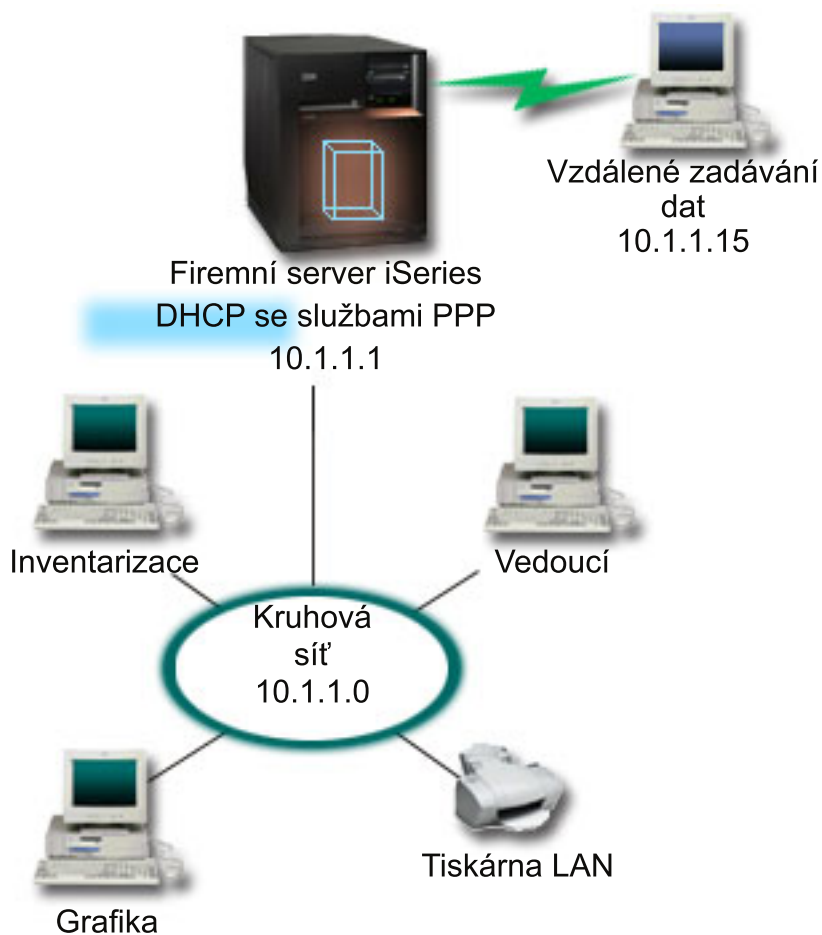 Vzdálené zadávání
dat
10.1.1.15
Firemní server iSeries
DHCP se službami PPP
10.1.1.1
Inventarizace
Vedoucí
Kruhová
síť
10.1.1.0
Tiskárna LAN
Grafika